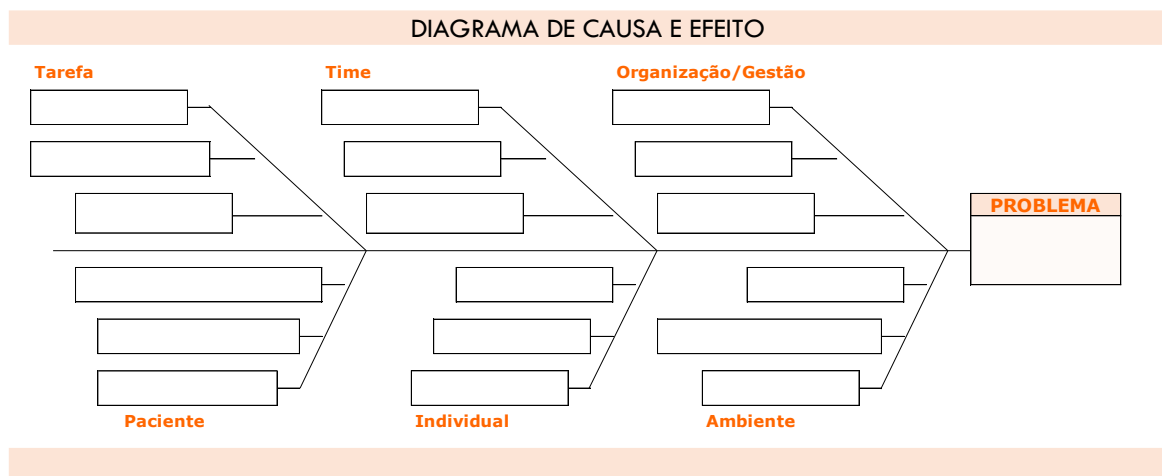 DIAGRAMA DE CAUSA E EFEITO
Tarefa
Time
Organização/Gestão
PROBLEMA
Paciente
Individual
Ambiente